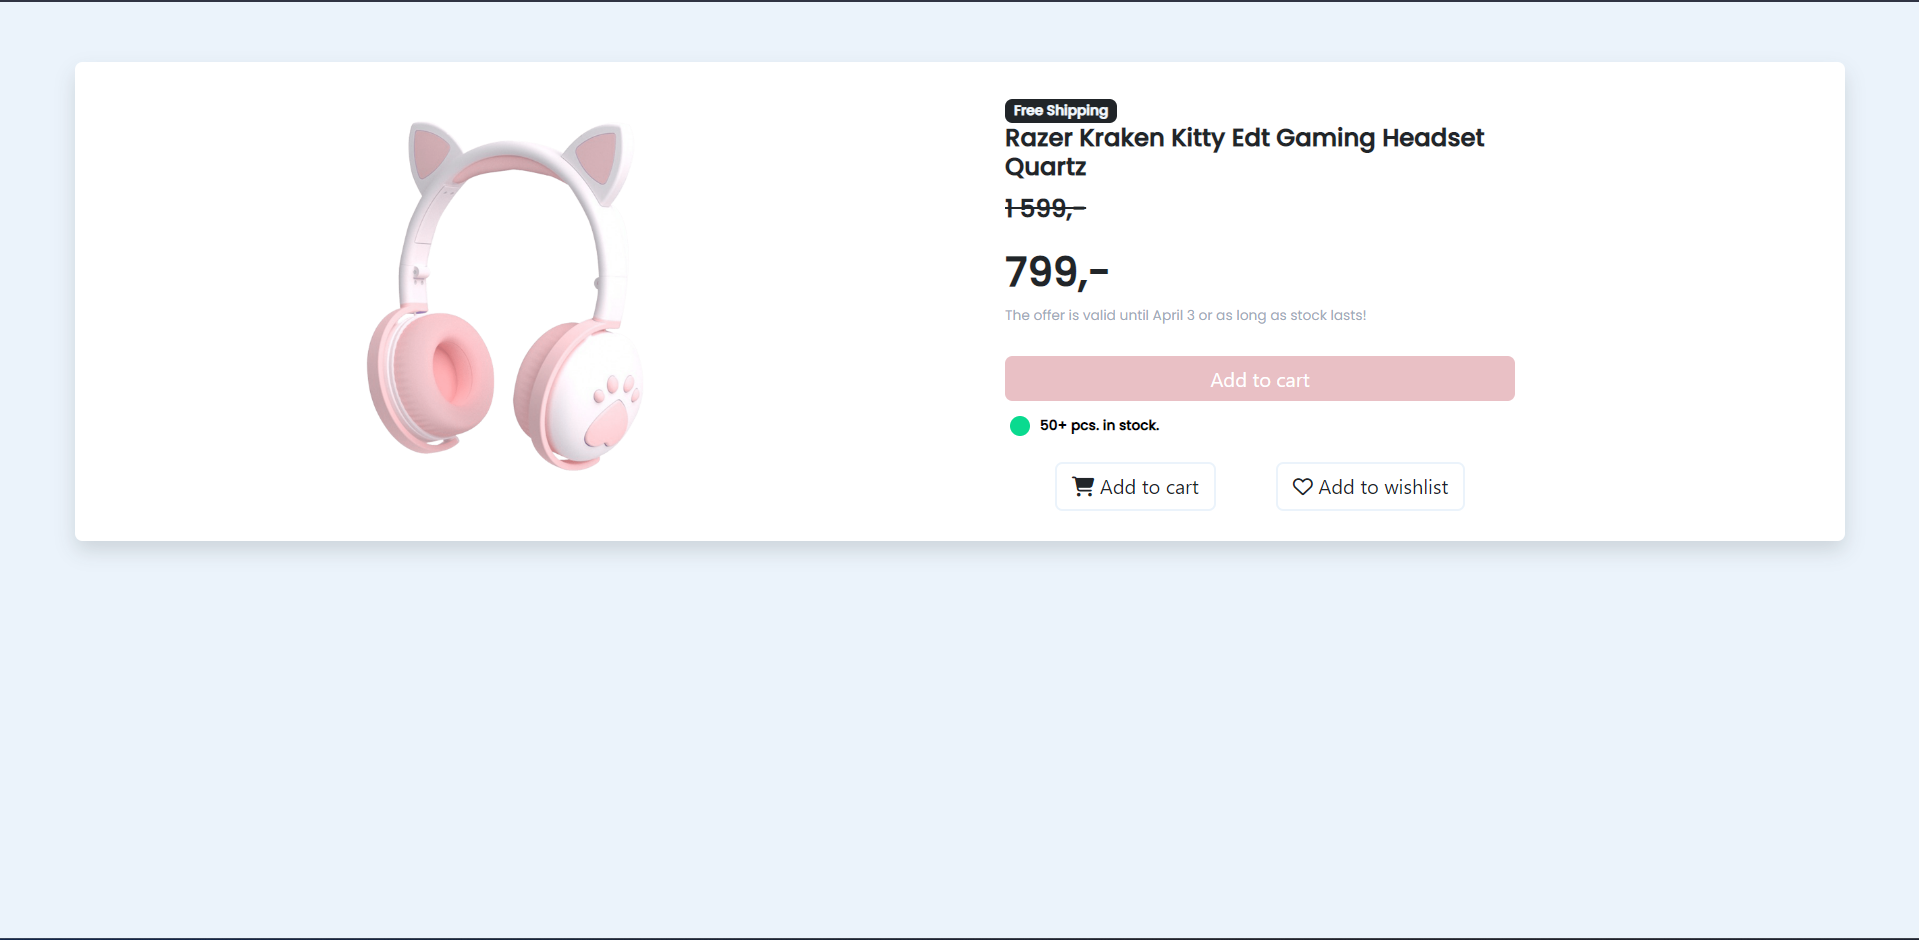 Free Shipping
Razer Kraken Kitty Edt Gaming Headset
Quartz
1 599,-
799,-
The offer is valid until April 3 or as long as stock lasts!
Add to cart
50+ pcs. in stock.
Add to cart
Add to wishlist